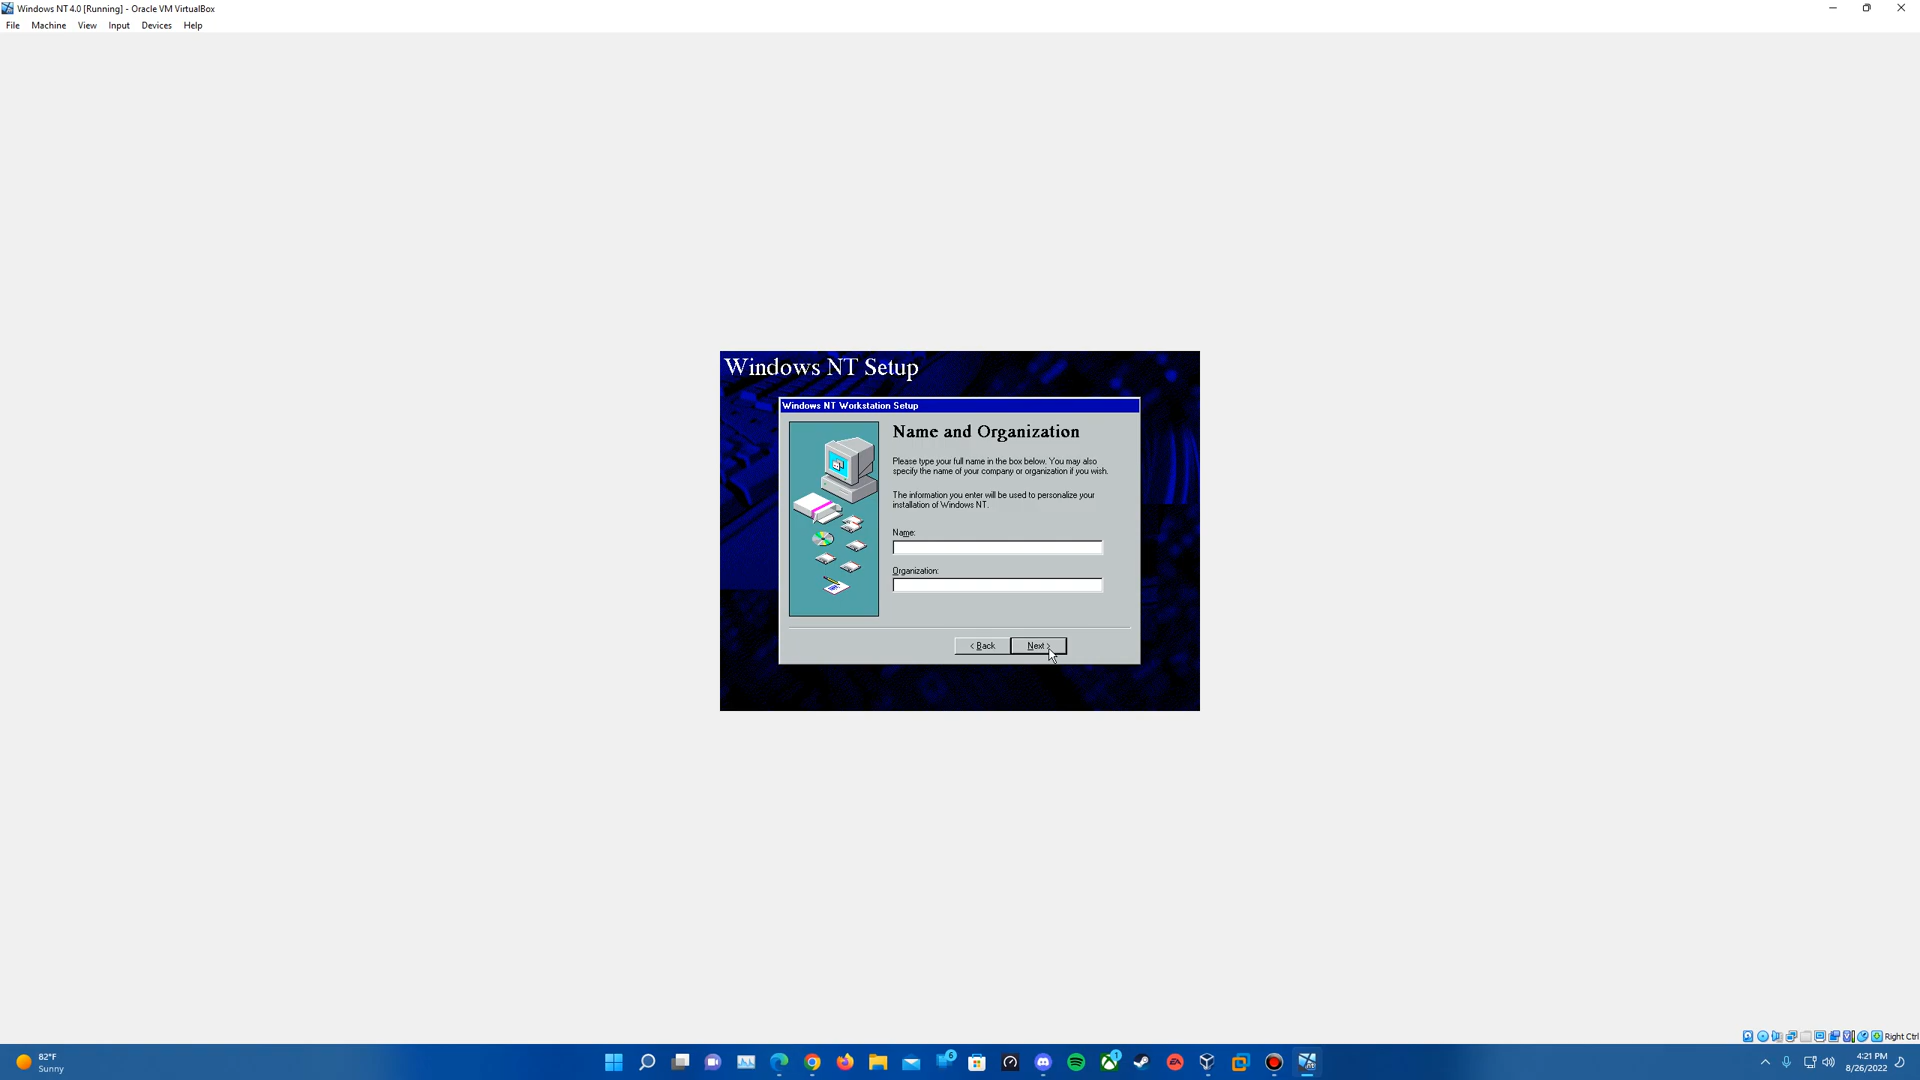 Windows NT 4.0 [Running] - Oracle VM VirtualBox
File Machine View Input Devices Help
Windows NT Setup
Windows NT Workstation Setup
Name and Organization
Please type your full name in the box below. You may also
specify the name of your company or organization if you wish.
The information you enter will be used to personalize your
installation of Windows NT.
Name:
Organization:
< Back Next >
Right Ctrl
82°F
Sunny
6
1
4:21 PM
8/26/2022